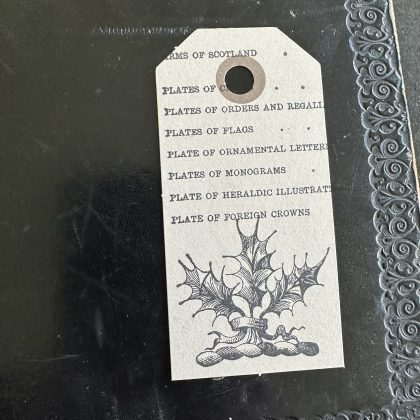 RMS OF SCOTLAND
PLATES OF
PLATES OF ORDERS AND REGALL
PLATES OF FLAGS
PLATE OF ORNAMENTAL LETTER
PLATES OF MONOGRAMS
PLATE OF HERALDIC ILLUSTRAT
PLATE OF FOREIGN CROWNS